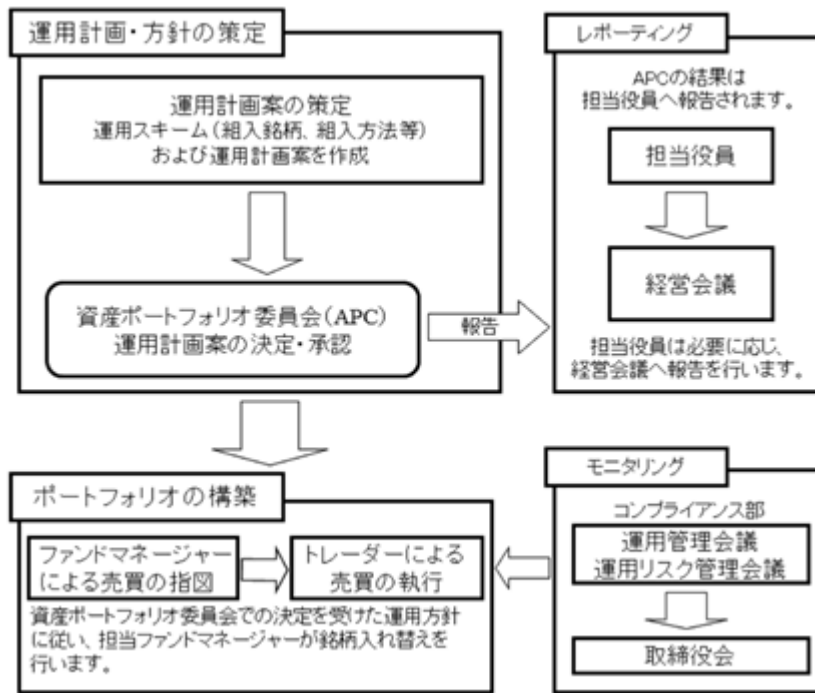 運用計画・方針の策定
運用計画案の策定
運用スキーム(組入銘柄、組入方法等)
および運用計画案を作成
資産ポートフォリオ委員会(APC)
運用計画案の決定・承認
報告
レポーティング
APCの結果は
担当役員へ報告されます。
担当役員
経営会議
担当役員は必要に応じ、
経営会議へ報告を行います。
ポートフォリオの構築
ファンドマネージャー
による売買の指図
トレーダーによる
売買の執行
資産ポートフォリオ委員会での決定を受けた運用方針
に従い、担当ファンドマネージャーが銘柄入れ替えを
行います。
モニタリング
コンプライアンス部
運用管理会議
運用リスク管理会議
取締役会